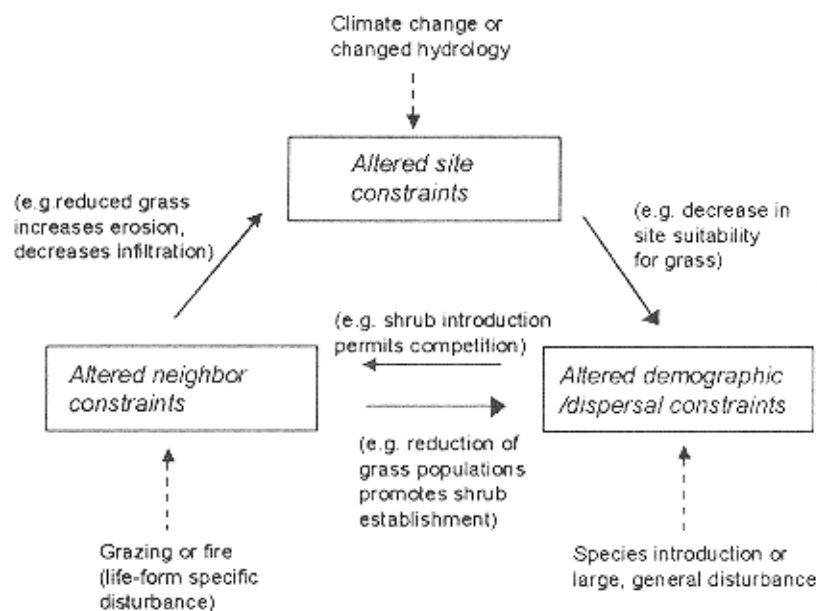 Climate change or
changed hydrology
Altered site
constraints
(e.g.reduced grass
increases erosion,
decreases infiltration)
(e.g. decrease in
site suitability
for grass)
(e.g. shrub introduction
permits competition)
Altered neighbor
constraints
Altered demographic
/dispersal constraints
(e.g. reduction of
grass populations
promotes shrub
establishment)
Grazing or fire
(life-form specific
disturbance)
Species introduction or
large, general disturbance